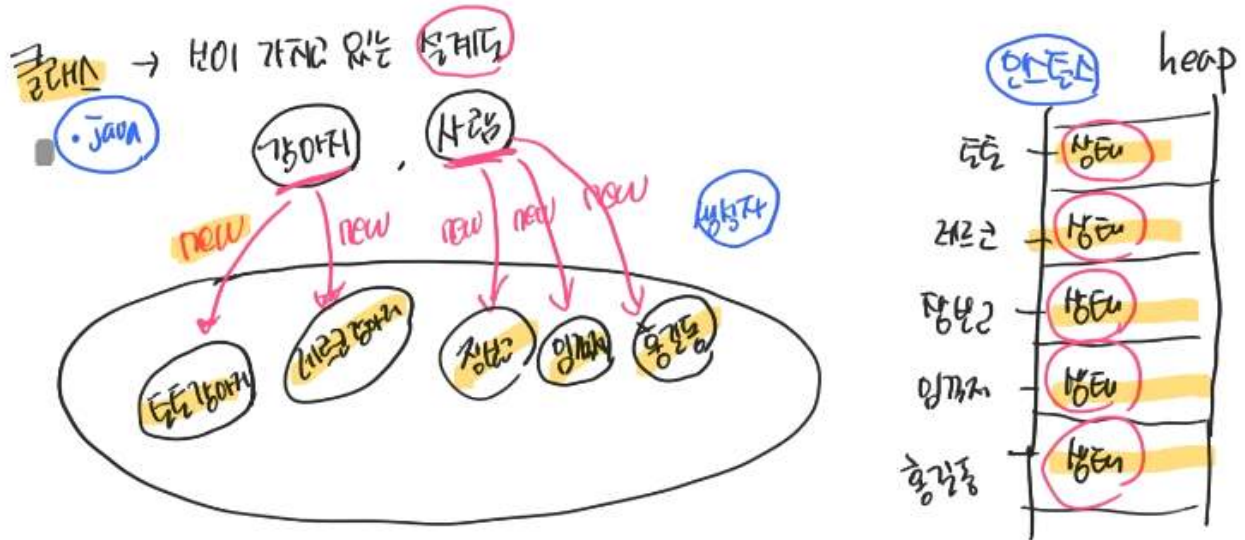 클래스 → 신이 가지고 있는 설계도
.java
강아지, 사람
new new new new new
생성자
토토강아지 레르코강아지 장보고 임꺽정 홍길동
인스턴스 heap
토토 상태
레르코 상태
장보고 상태
임꺽정 상태
홍길동 상태